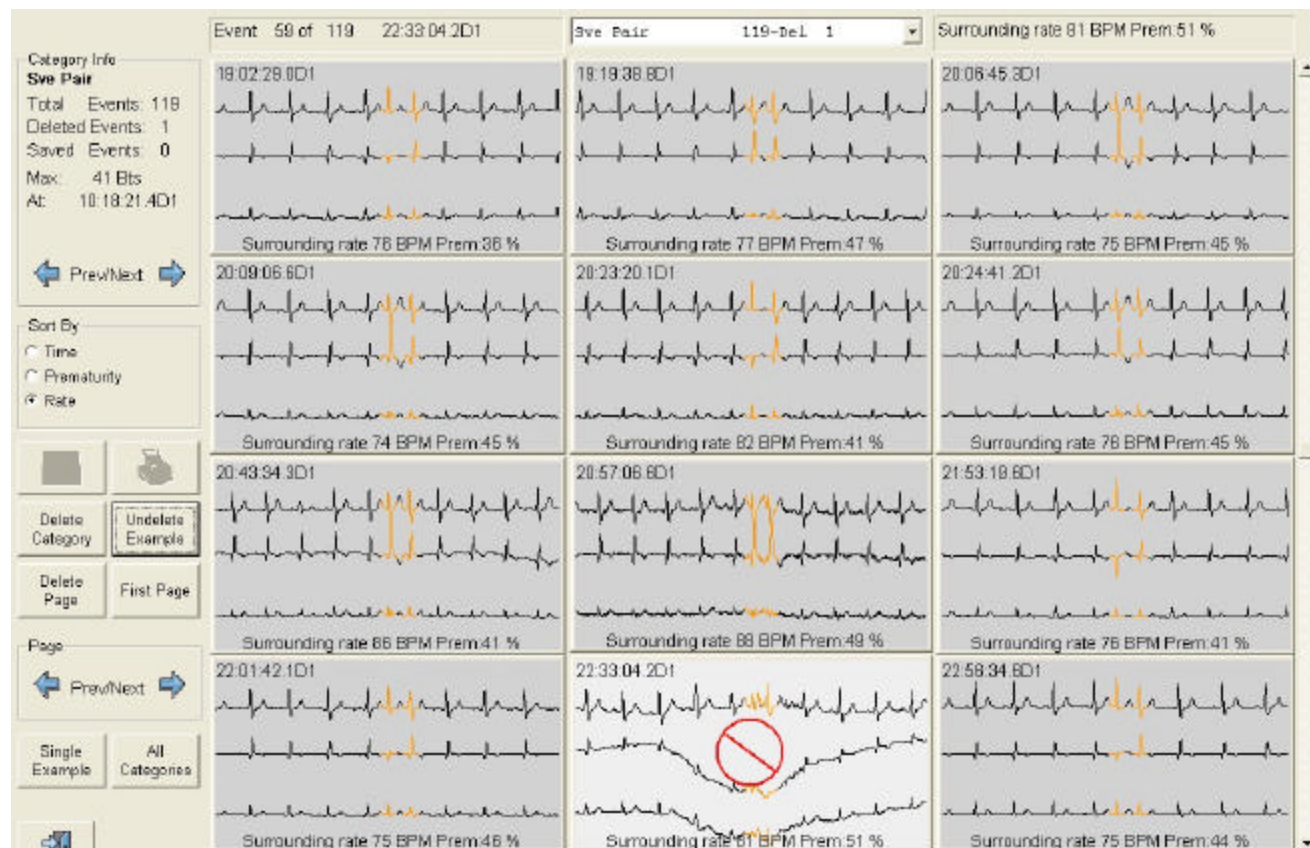 Event 59 of 119 22:33:04.2D1
Sve Pair 119-Del 1
Surrounding rate 81 BPM Prem:51 %
Category Info
Sve Pair
Total Events: 119
Deleted Events: 1
Saved Events: 0
Max: 41 Bts
At: 10:18:21.4D1
Prev/Next
Sort By
Time
Prematurity
Rate
Delete Category
Undelete Example
Delete Page
First Page
Page
Prev/Next
Single Example
All Categories
19:02:29.0D1
Surrounding rate 76 BPM Prem:36 %
19:19:38.8D1
Surrounding rate 77 BPM Prem:47 %
20:06:45.3D1
Surrounding rate 75 BPM Prem:45 %
20:09:06.6D1
Surrounding rate 74 BPM Prem:45 %
20:23:20.1D1
Surrounding rate 82 BPM Prem:41 %
20:24:41.2D1
Surrounding rate 76 BPM Prem:45 %
20:43:34.3D1
Surrounding rate 86 BPM Prem:41 %
20:57:06.6D1
Surrounding rate 88 BPM Prem:49 %
21:53:19.6D1
Surrounding rate 76 BPM Prem:41 %
22:01:42.1D1
Surrounding rate 75 BPM Prem:46 %
22:33:04.2D1
Surrounding rate 81 BPM Prem:51 %
22:56:34.6D1
Surrounding rate 75 BPM Prem:44 %